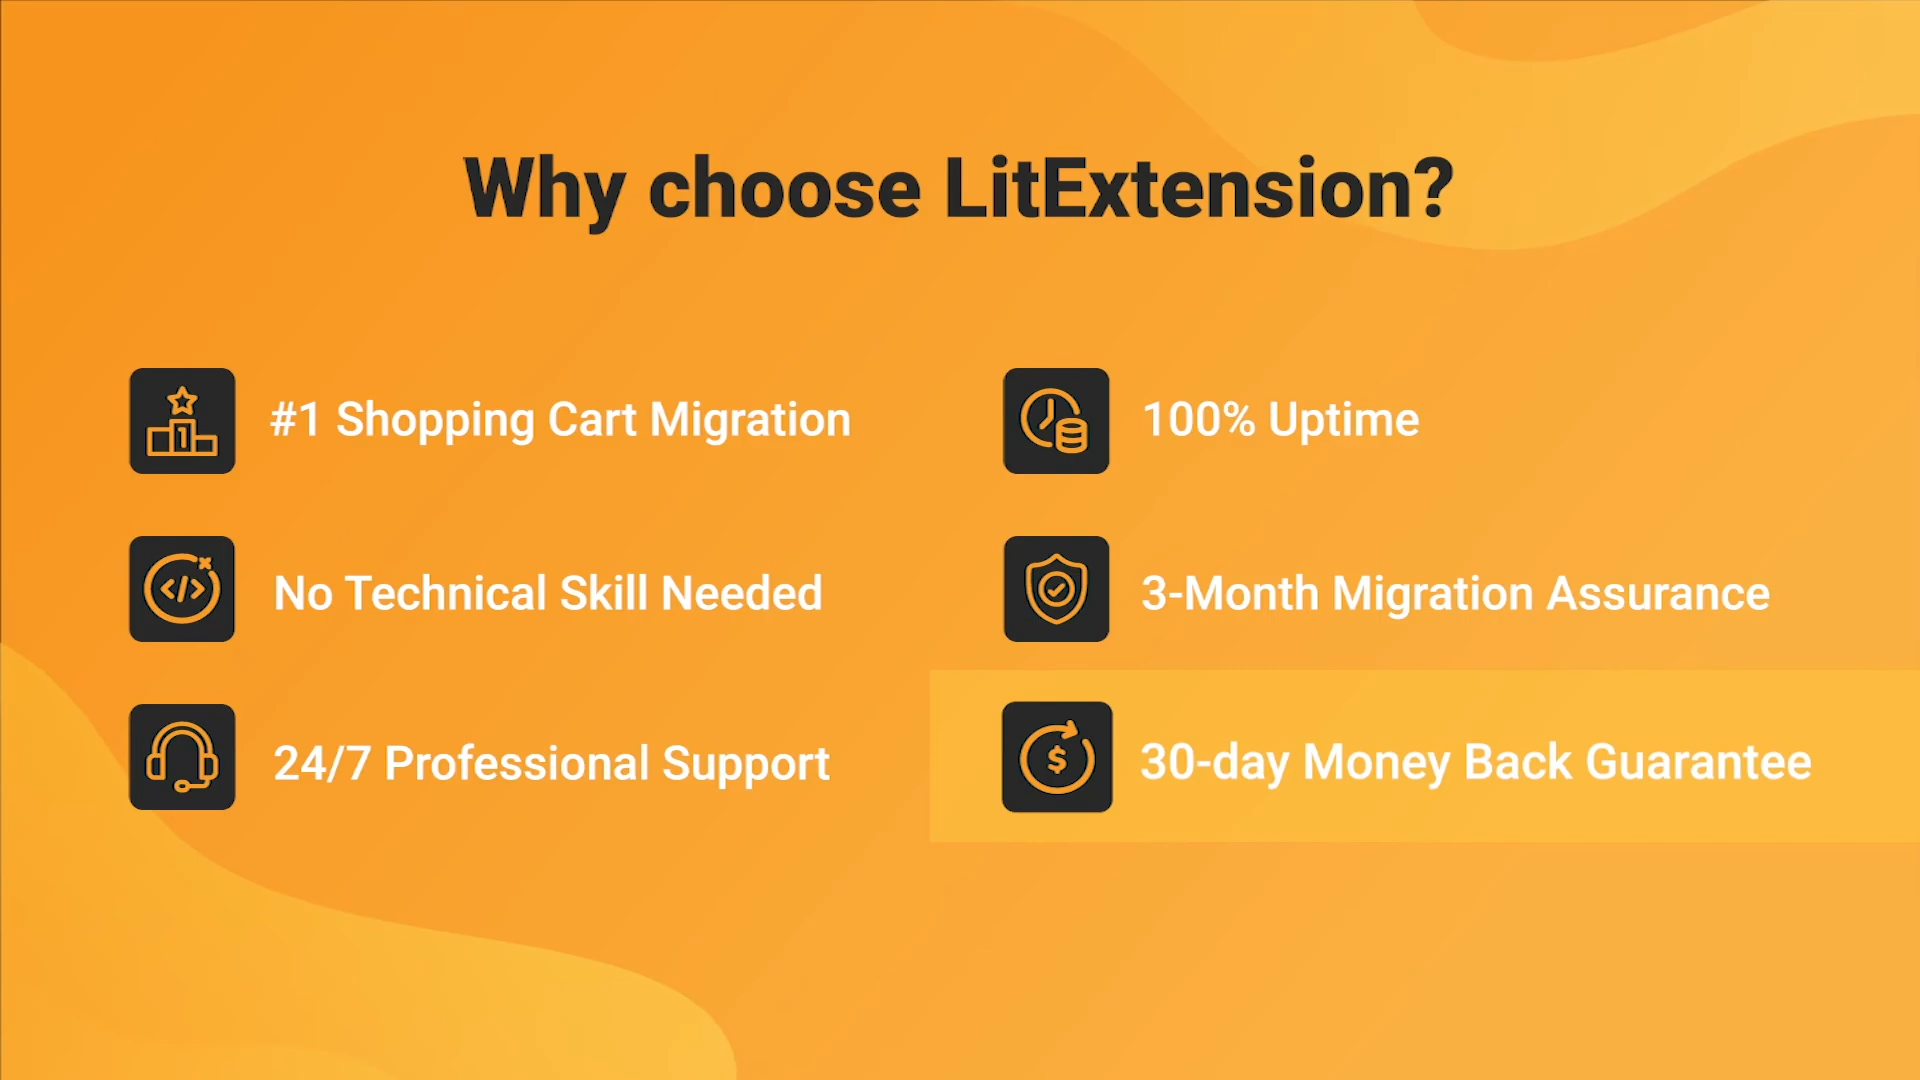 Why choose LitExtension?
#1 Shopping Cart Migration
No Technical Skill Needed
24/7 Professional Support
100% Uptime
3-Month Migration Assurance
30-day Money Back Guarantee